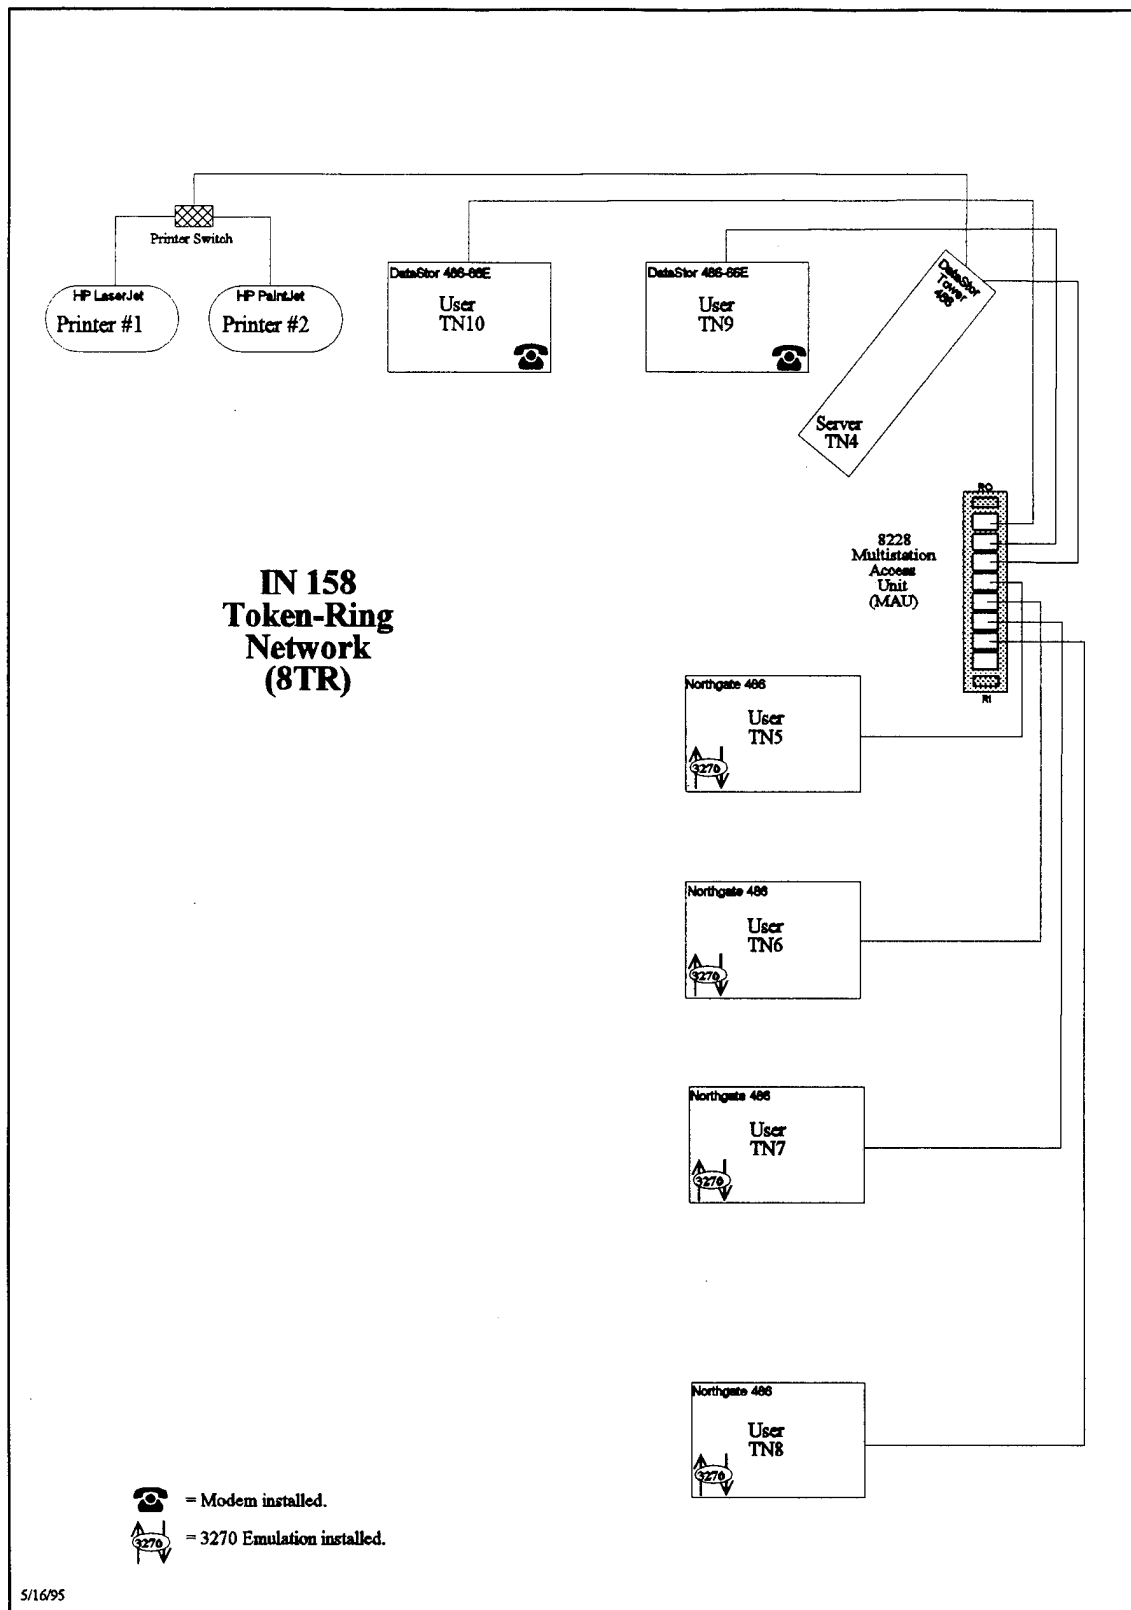 Printer Switch
HP LaserJet
Printer #1
HP PaintJet
Printer #2
DataStor 486-66E
User
TN10
DataStor 486-66E
User
TN9
DataStor
Tower
486
Server
TN4
RO
8228
Multistation
Access
Unit
(MAU)
RI
IN 158
Token-Ring
Network
(8TR)
Northgate 486
User
TN5
3270
Northgate 486
User
TN6
3270
Northgate 486
User
TN7
3270
Northgate 486
User
TN8
3270
= Modem installed.
3270
= 3270 Emulation installed.
5/16/95